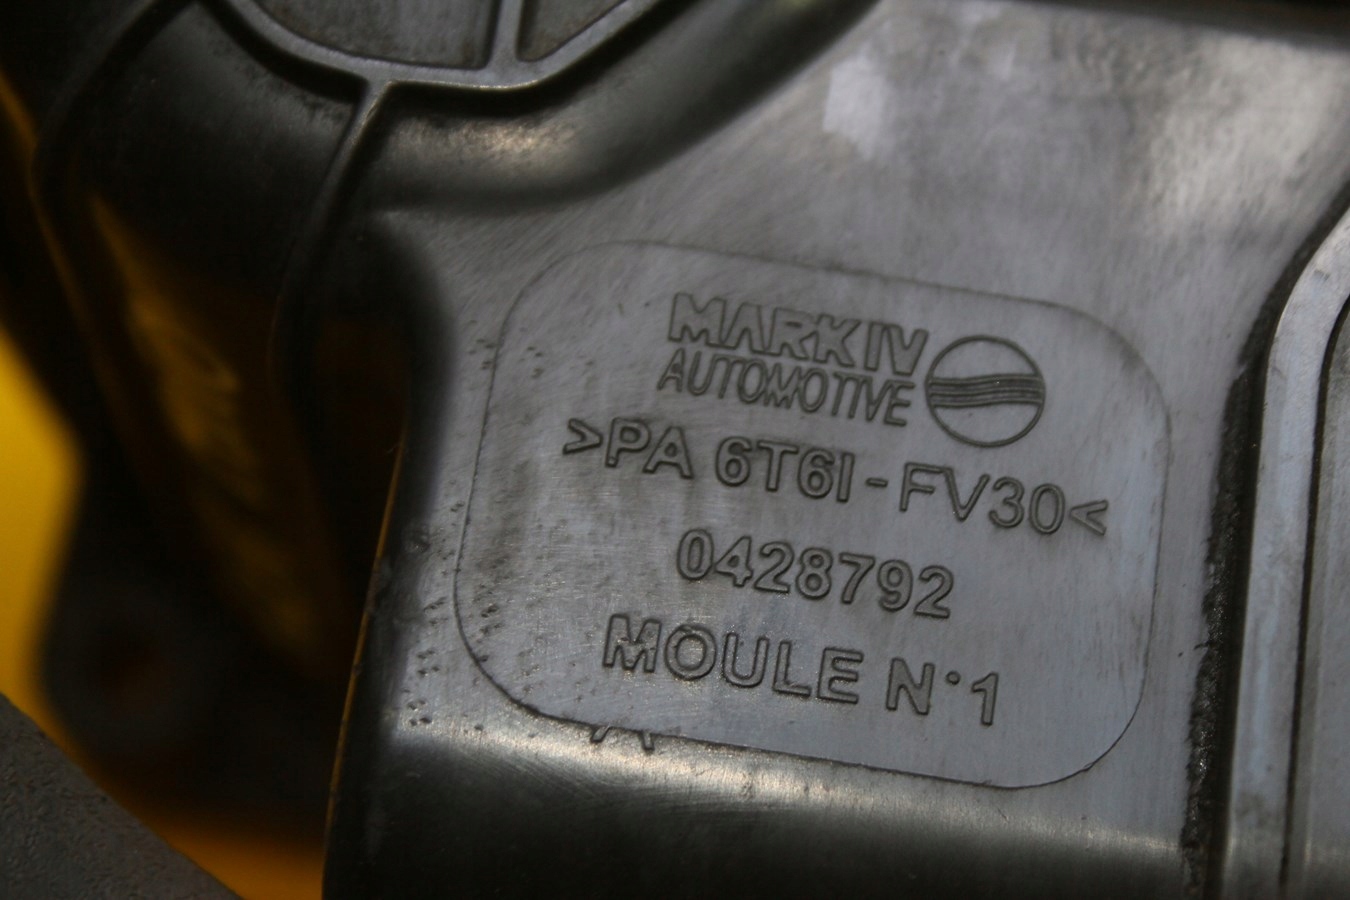 MARK IV
AUTOMOTIVE
>PA 6T6I-FV30<
0428792
MOULE N°1